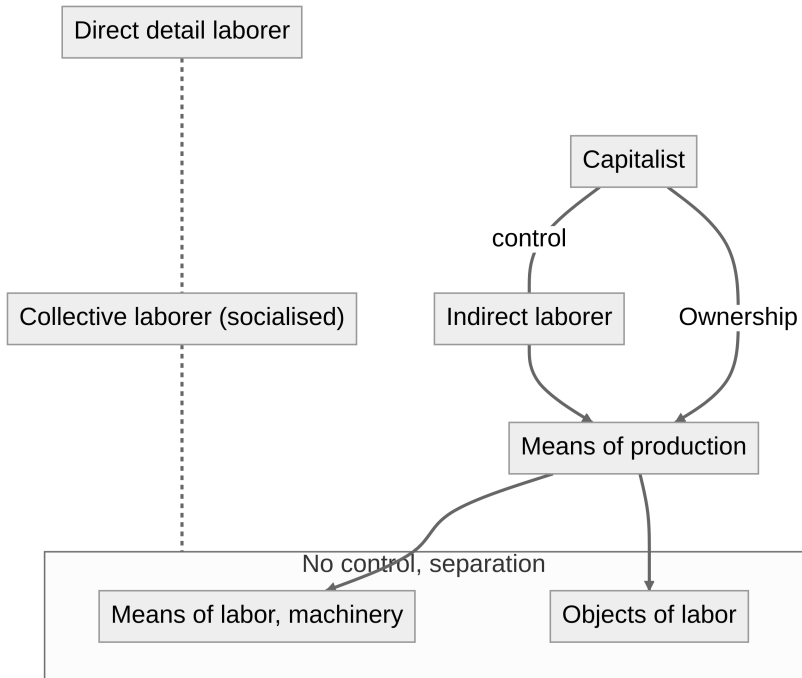 Direct detail laborer
Capitalist
control
Collective laborer (socialised)
Indirect laborer
Ownership
Means of production
No control, separation
Means of labor, machinery
Objects of labor